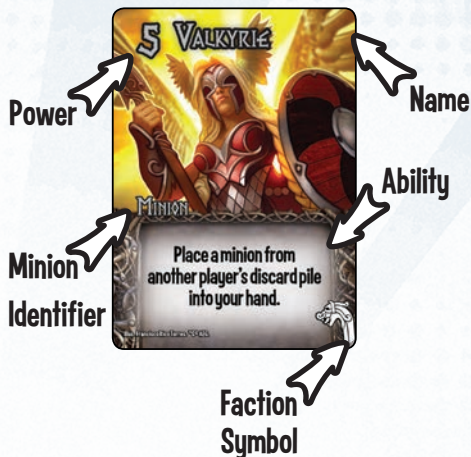 5 VALKYRIE
Power
Name
Ability
MINION
Minion
Identifier
Place a minion from
another player's discard pile
into your hand.
Faction
Symbol